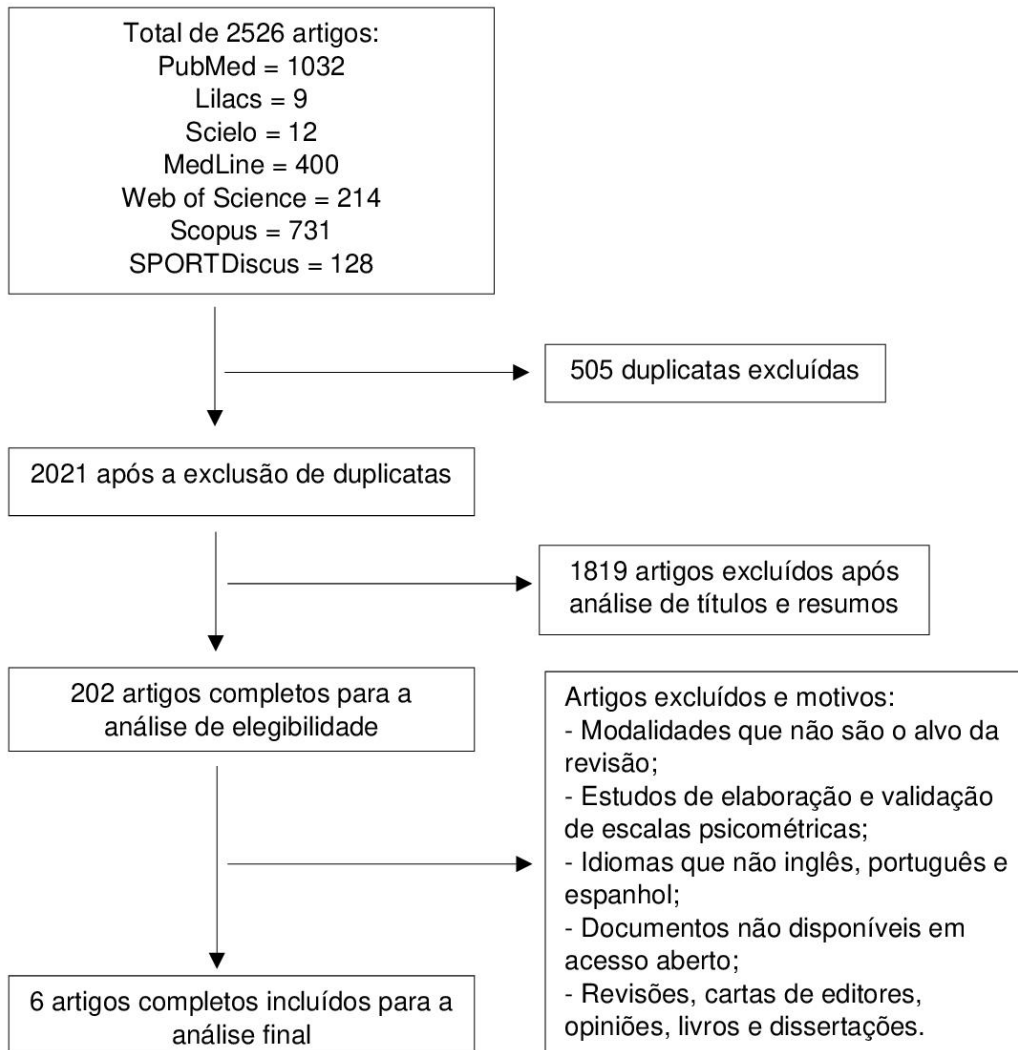 Total de 2526 artigos:
PubMed = 1032
Lilacs = 9
Scielo = 12
MedLine = 400
Web of Science = 214
Scopus = 731
SPORTDiscus = 128
505 duplicatas excluídas
2021 após a exclusão de duplicatas
1819 artigos excluídos após
análise de títulos e resumos
202 artigos completos para a
análise de elegibilidade
Artigos excluídos e motivos:
- Modalidades que não são o alvo da
revisão;
- Estudos de elaboração e validação
de escalas psicométricas;
- Idiomas que não inglês, português e
espanhol;
- Documentos não disponíveis em
acesso aberto;
- Revisões, cartas de editores,
opiniões, livros e dissertações.
6 artigos completos incluídos para a
análise final